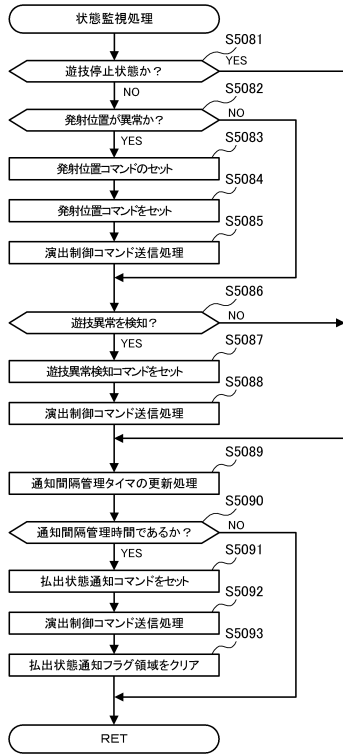 状態監視処理
S5081
遊技停止状態か？
YES
NO
S5082
発射位置が異常か？
NO
YES
S5083
発射位置コマンドのセット
S5084
発射位置コマンドをセット
S5085
演出制御コマンド送信処理
S5086
遊技異常を検知？
NO
YES
S5087
遊技異常検知コマンドをセット
S5088
演出制御コマンド送信処理
S5089
通知間隔管理タイマの更新処理
S5090
通知間隔管理時間であるか？
NO
YES
S5091
払出状態通知コマンドをセット
S5092
演出制御コマンド送信処理
S5093
払出状態通知フラグ領域をクリア
RET